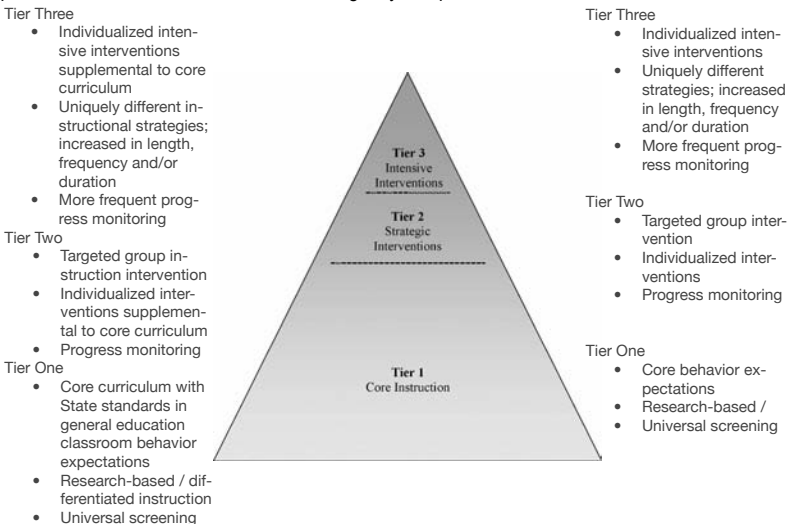 Tier Three
• Individualized inten-
sive interventions
supplemental to core
curriculum
• Uniquely different in-
structional strategies;
increased in length,
frequency and/or
duration
• More frequent prog-
ress monitoring
Tier Two
• Targeted group in-
struction intervention
• Individualized inter-
ventions supplemen-
tal to core curriculum
• Progress monitoring
Tier One
• Core curriculum with
State standards in
general education
classroom behavior
expectations
• Research-based / dif-
ferentiated instruction
• Universal screening
Tier 3
Intensive
Interventions
Tier 2
Strategic
Interventions
Tier 1
Core Instruction
Tier Three
• Individualized inten-
sive interventions
• Uniquely different
strategies; increased
in length, frequency
and/or duration
• More frequent prog-
ress monitoring
Tier Two
• Targeted group inter-
vention
• Individualized inter-
ventions
• Progress monitoring
Tier One
• Core behavior ex-
pectations
• Research-based /
• Universal screening